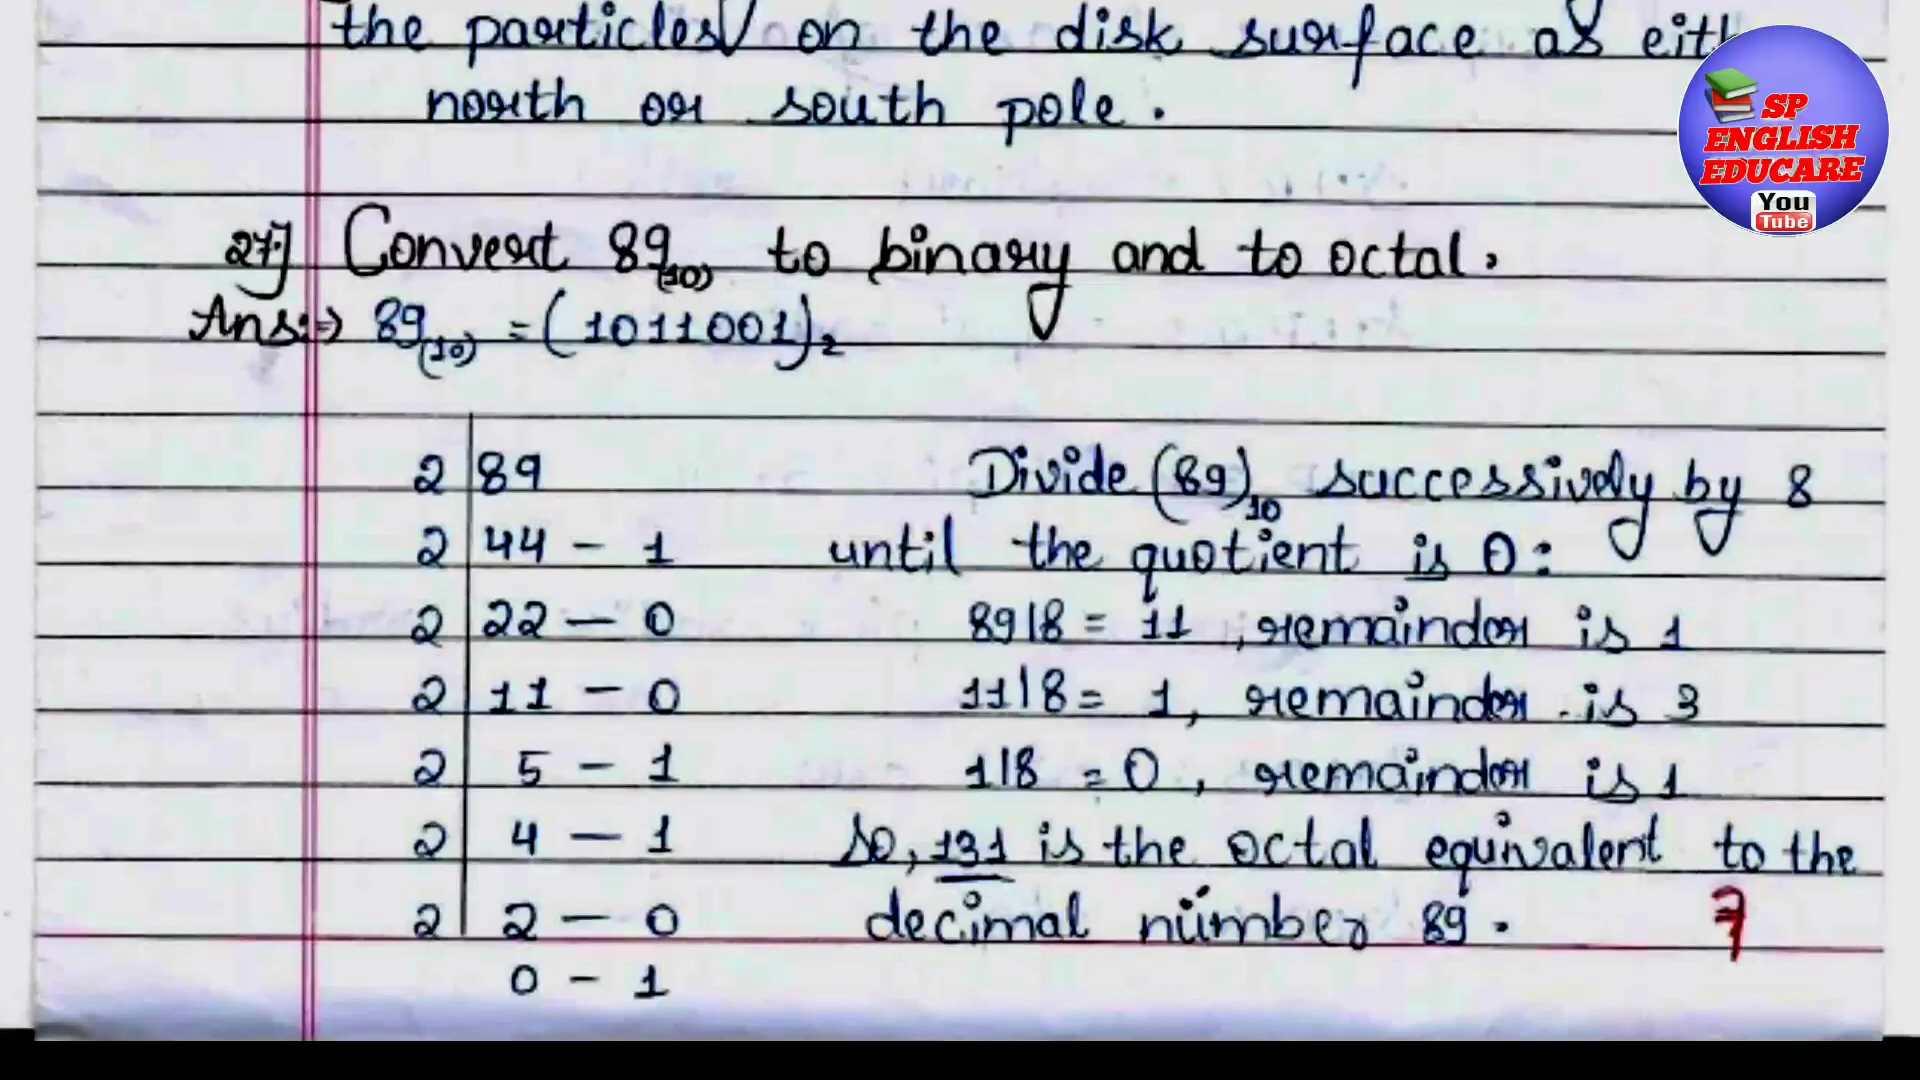 the particles on the disk surface as eith
north or south pole.
SP
ENGLISH
EDUCARE
You
Tube
27] Convert 89(10) to binary and to octal.
Ans:⇒ 89(10) = (1011001)2
2 | 89
2 | 44 - 1
2 | 22 — 0
2 | 11 — 0
2 | 5 - 1
2 | 4 — 1
2 | 2 — 0
0 - 1
Divide (89)10 successively by 8
until the quotient is 0:
89|8 = 11, remainder is 1
11|8 = 1, remainder is 3
1|8 = 0, remainder is 1
So, 131 is the octal equivalent to the
decimal number 89.
7